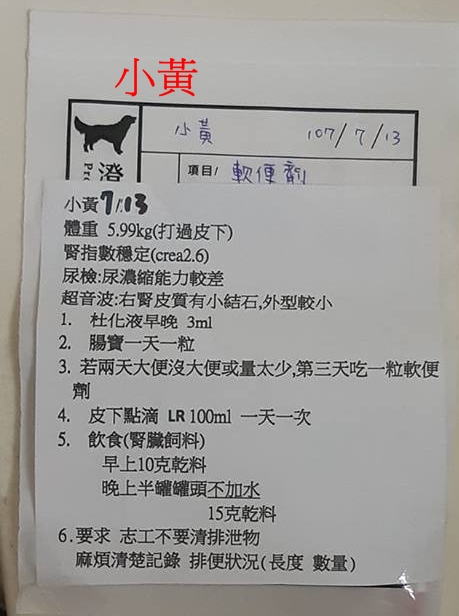 小黃
小黃 107/7/13
澄
項目/ 軟便劑
小黃7/13
體重 5.99kg(打過皮下)
腎指數穩定(crea2.6)
尿檢:尿濃縮能力較差
超音波:右腎皮質有小結石,外型較小
1. 杜化液早晚 3ml
2. 腸寶一天一粒
3. 若兩天大便沒大便或量太少,第三天吃一粒軟便
劑
4. 皮下點滴 LR 100ml 一天一次
5. 飲食(腎臟飼料)
早上10克乾料
晚上半罐罐頭不加水
15克乾料
6.要求 志工不要清排泄物
麻煩清楚記錄 排便狀況(長度 數量)